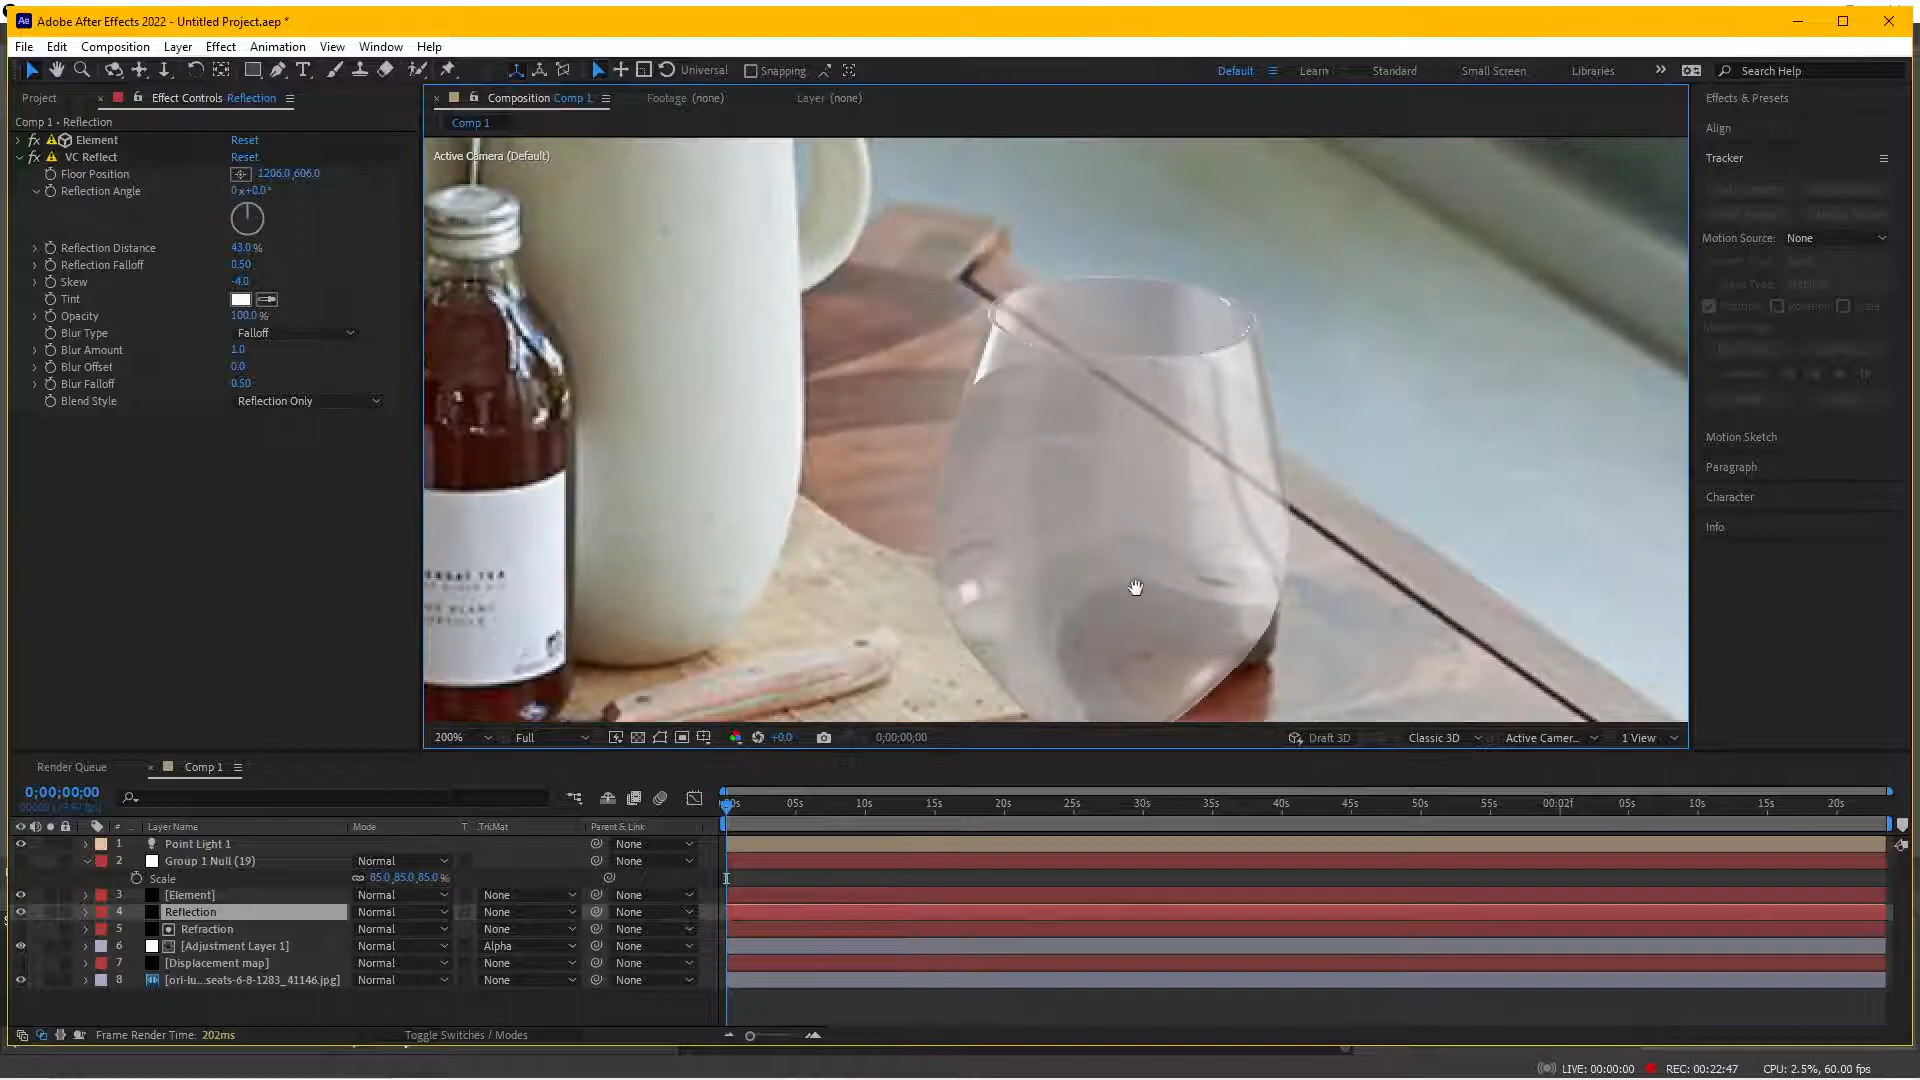 Adobe After Effects 2022 - Untitled Project.aep *
File Edit Composition Layer Effect Animation View Window Help
Universal Snapping Default Learn Standard Small Screen Libraries Search Help
Project Effect Controls Reflection
Composition Comp 1 Footage (none) Layer (none)
Effects & Presets
Comp 1 • Reflection
Comp 1
Align
fx Element Reset
Active Camera (Default)
Tracker
fx VC Reflect Reset
Floor Position 1206.0,606.0
Reflection Angle 0x+0.0°
Motion Source: None
Reflection Distance 43.0 %
Reflection Falloff 0.50
Skew -4.0
Tint
Opacity 100.0 %
Blur Type Falloff
Blur Amount 1.0
Blur Offset 0.0
Blur Falloff 0.50
Blend Style Reflection Only
Motion Sketch
Paragraph
Character
Info
200% Full +0.0 0;00;00;00 Draft 3D Classic 3D Active Camer... 1 View
Render Queue Comp 1
0;00;00;00
05s 10s 15s 20s 25s 30s 35s 40s 45s 50s 55s 00:02f 05s 10s 15s 20s
# Layer Name Mode T .TrkMat Parent & Link
1 Point Light 1 None
2 Group 1 Null (19) Normal None
Scale 85.0,85.0,85.0 %
3 [Element] Normal None None
4 Reflection Normal None None
5 Refraction Normal None None
6 [Adjustment Layer 1] Normal Alpha None
7 [Displacement map] Normal None None
8 [ori-lu...seats-6-8-1283_41146.jpg] Normal None None
Frame Render Time: 202ms Toggle Switches / Modes
LIVE: 00:00:00 REC: 00:22:47 CPU: 2.5%, 60.00 fps